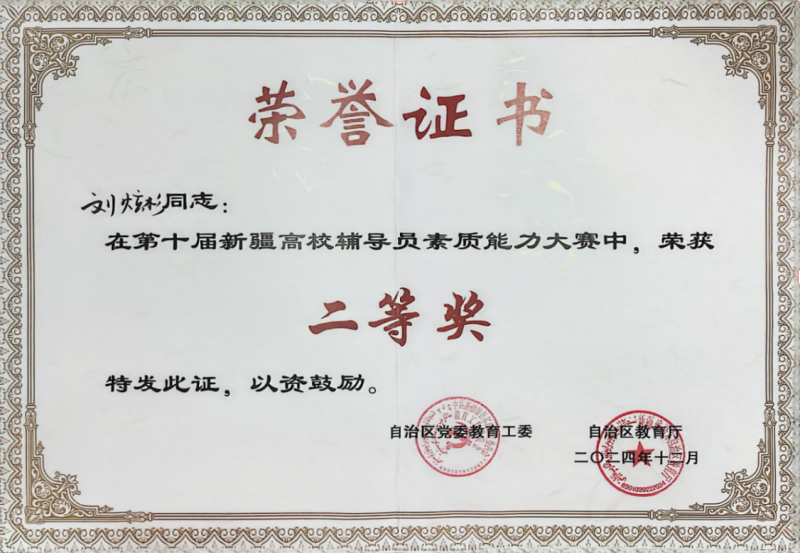 荣誉证书
刘炫彬同志：
在第十届新疆高校辅导员素质能力大赛中，荣获
二等奖
特发此证，以资鼓励。
自治区党委教育工委 自治区教育厅
二〇二四年十二月